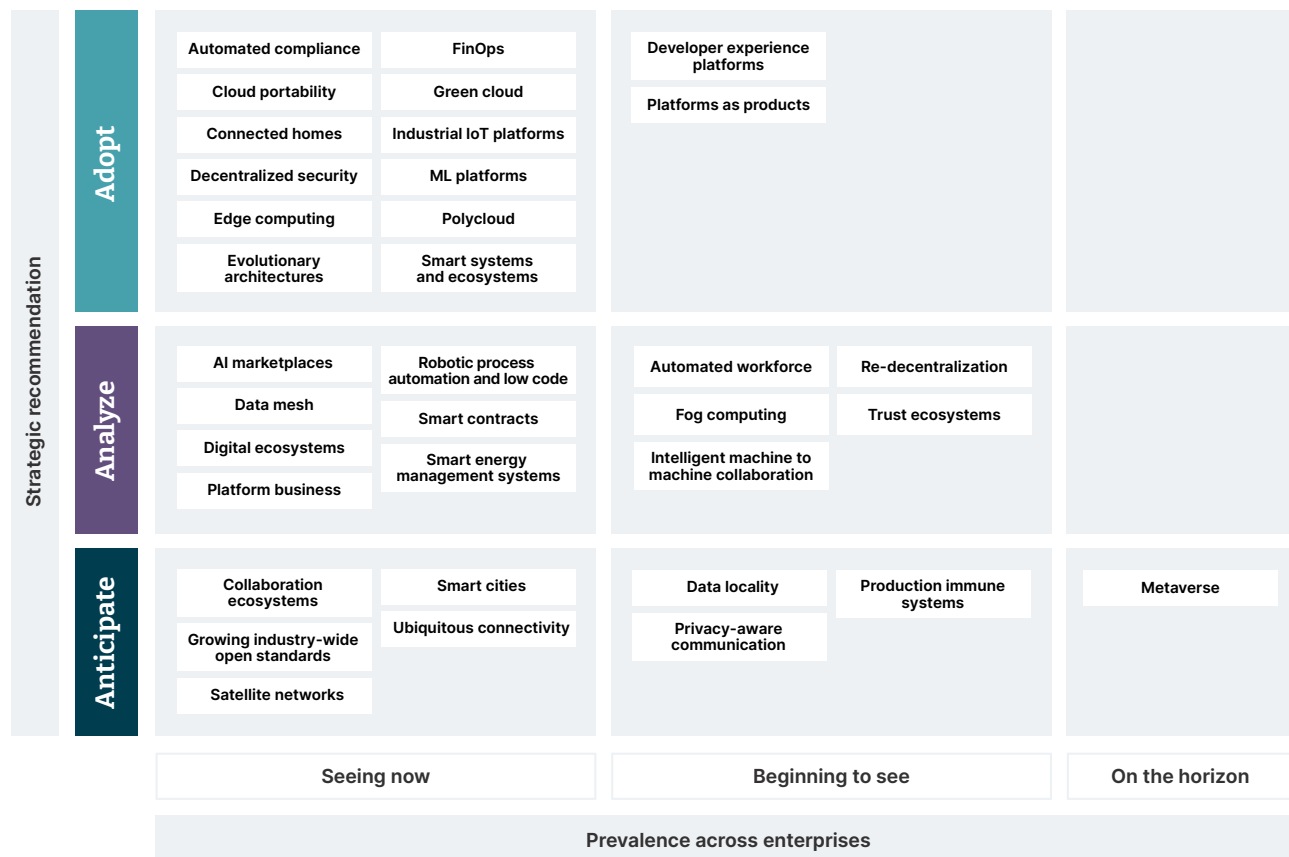 Strategic recommendation
Adopt
Automated compliance
Cloud portability
Connected homes
Decentralized security
Edge computing
Evolutionary
architectures
FinOps
Green cloud
Industrial IoT platforms
ML platforms
Polycloud
Smart systems
and ecosystems
Developer experience
platforms
Platforms as products
Analyze
AI marketplaces
Data mesh
Digital ecosystems
Platform business
Robotic process
automation and low code
Smart contracts
Smart energy
management systems
Automated workforce
Fog computing
Intelligent machine to
machine collaboration
Re-decentralization
Trust ecosystems
Anticipate
Collaboration
ecosystems
Growing industry-wide
open standards
Satellite networks
Smart cities
Ubiquitous connectivity
Data locality
Privacy-aware
communication
Production immune
systems
Metaverse
Seeing now
Beginning to see
On the horizon
Prevalence across enterprises